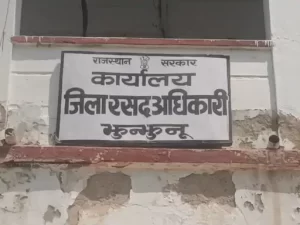 राजस्थान सरकार
कार्यालय
जिला रसद अधिकारी
झुन्झुनू